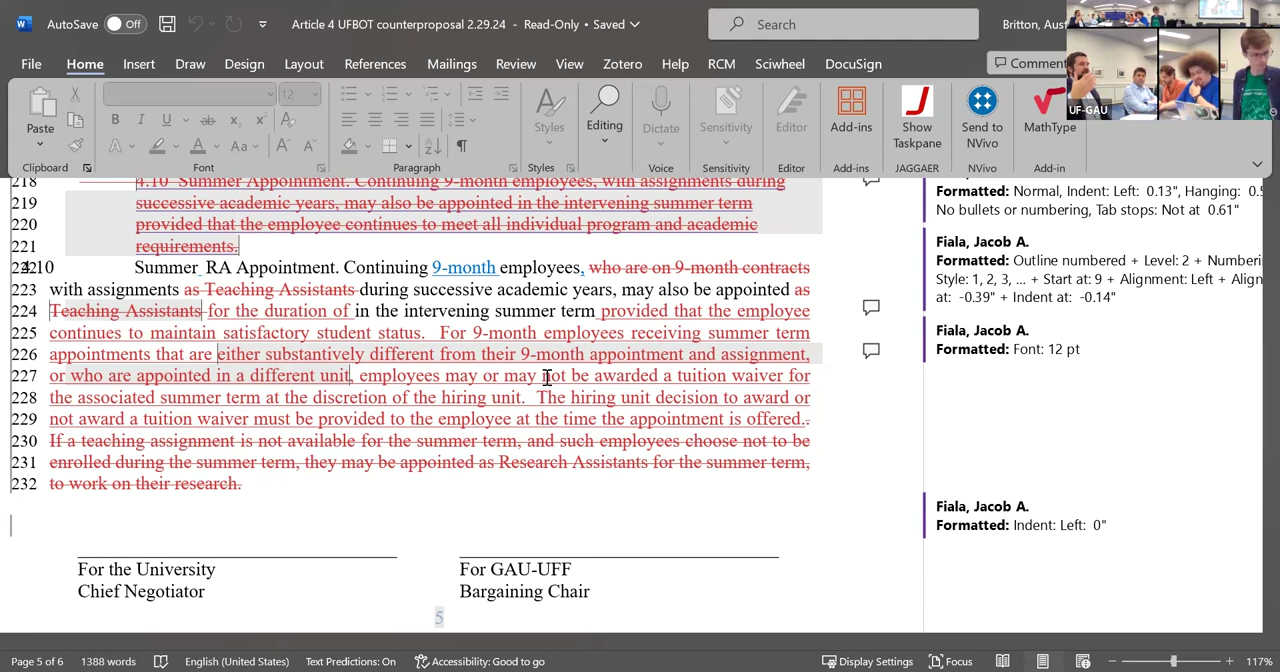 AutoSave
Off
Article 4 UFBOT counterproposal 2.29.24 - Read-Only • Saved
Search
Britton, Aust
File Home Insert Draw Design Layout References Mailings Review View Zotero Help RCM Sciwheel DocuSign
Comment
UF-GAU
12
Paste
Styles
Editing
Dictate
Sensitivity
Editor
Add-ins
Show Taskpane
Send to NVivo
MathType
Clipboard
Font
Paragraph
Styles
Voice
Sensitivity
Editor
Add-ins
JAGGAER
NVivo
Add-in
218 4.10 Summer Appointment. Continuing 9-month employees, with assignments during
219 successive academic years, may also be appointed in the intervening summer term
220 provided that the employee continues to meet all individual program and academic
221 requirements.
4.10 Summer RA Appointment. Continuing 9-month employees, who are on 9-month contracts
223 with assignments as Teaching Assistants during successive academic years, may also be appointed as
224 Teaching Assistants for the duration of in the intervening summer term provided that the employee
225 continues to maintain satisfactory student status. For 9-month employees receiving summer term
226 appointments that are either substantively different from their 9-month appointment and assignment,
227 or who are appointed in a different unit, employees may or may not be awarded a tuition waiver for
228 the associated summer term at the discretion of the hiring unit. The hiring unit decision to award or
229 not award a tuition waiver must be provided to the employee at the time the appointment is offered..
230 If a teaching assignment is not available for the summer term, and such employees choose not to be
231 enrolled during the summer term, they may be appointed as Research Assistants for the summer term,
232 to work on their research.
For the University
Chief Negotiator
For GAU-UFF
Bargaining Chair
5
Formatted: Normal, Indent: Left: 0.13", Hanging: 0.5
No bullets or numbering, Tab stops: Not at 0.61"
Fiala, Jacob A.
Formatted: Outline numbered + Level: 2 + Numberi
Style: 1, 2, 3, ... + Start at: 9 + Alignment: Left + Align
at: -0.39" + Indent at: -0.14"
Fiala, Jacob A.
Formatted: Font: 12 pt
Fiala, Jacob A.
Formatted: Indent: Left: 0"
Page 5 of 6 1388 words English (United States) Text Predictions: On Accessibility: Good to go Display Settings Focus 117%